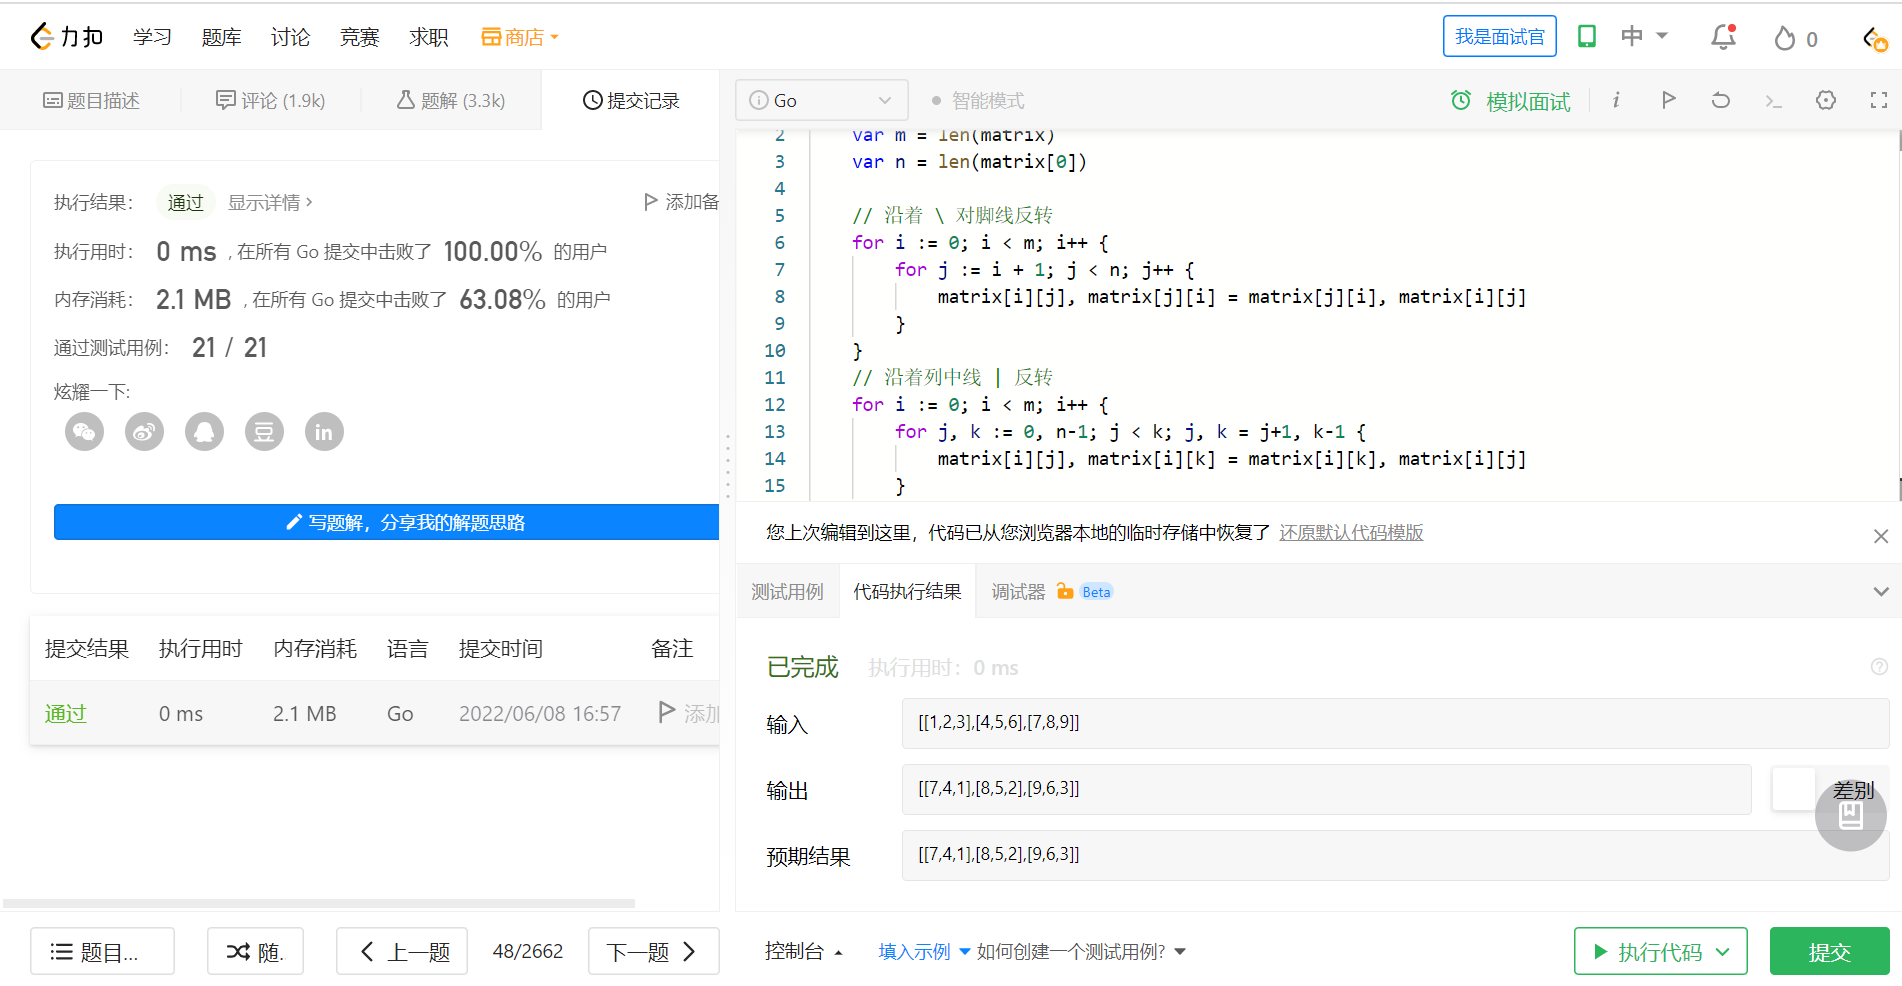 力扣 学习 题库 讨论 竞赛 求职 商店 我是面试官 中 0
题目描述 评论 (1.9k) 题解 (3.3k) 提交记录
执行结果： 通过 显示详情 ›
添加备
执行用时： 0 ms , 在所有 Go 提交中击败了 100.00% 的用户
内存消耗： 2.1 MB , 在所有 Go 提交中击败了 63.08% 的用户
通过测试用例： 21 / 21
炫耀一下:
豆 in
写题解，分享我的解题思路
提交结果 执行用时 内存消耗 语言 提交时间 备注
通过 0 ms 2.1 MB Go 2022/06/08 16:57 添加
题目... 随. 上一题 48/2662 下一题
Go 智能模式 模拟面试 i
2 var m = len(matrix)
3 var n = len(matrix[0])
4
5 // 沿着 \ 对脚线反转
6 for i := 0; i < m; i++ {
7 for j := i + 1; j < n; j++ {
8 matrix[i][j], matrix[j][i] = matrix[j][i], matrix[i][j]
9 }
10 }
11 // 沿着列中线 | 反转
12 for i := 0; i < m; i++ {
13 for j, k := 0, n-1; j < k; j, k = j+1, k-1 {
14 matrix[i][j], matrix[i][k] = matrix[i][k], matrix[i][j]
15 }
您上次编辑到这里，代码已从您浏览器本地的临时存储中恢复了 还原默认代码模版
测试用例 代码执行结果 调试器 Beta
已完成 执行用时：0 ms
输入 [[1,2,3],[4,5,6],[7,8,9]]
输出 [[7,4,1],[8,5,2],[9,6,3]] 差别
预期结果 [[7,4,1],[8,5,2],[9,6,3]]
控制台 填入示例 如何创建一个测试用例? 执行代码 提交